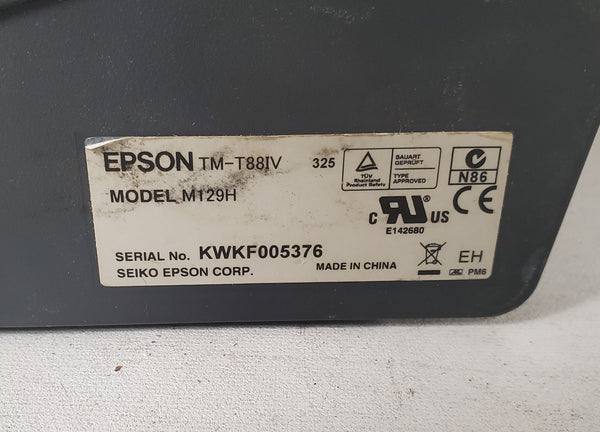 EPSON TM-T88IV 325
TÜV
Rheinland
Product Safety
BAUART
GEPRÜFT
TYPE
APPROVED
N86
MODEL M129H
C RU® US
CE
E142680
SERIAL No. KWKF005376
SEIKO EPSON CORP. MADE IN CHINA
EH
PM6